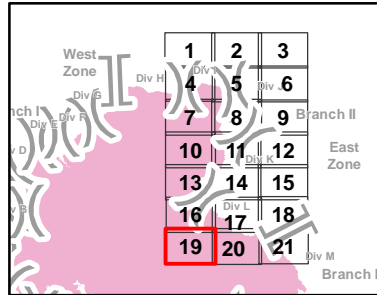 1 2 3
West
Zone
Div H
Div I
4 5 Div J 6
Div G
nch I
Div E Div F
7 8 9 Branch II
10 11 12
East
Zone
Div D
Div K
13 14 15
Div B
Div L
16 17 18
19 20 21
Div M
Branch I